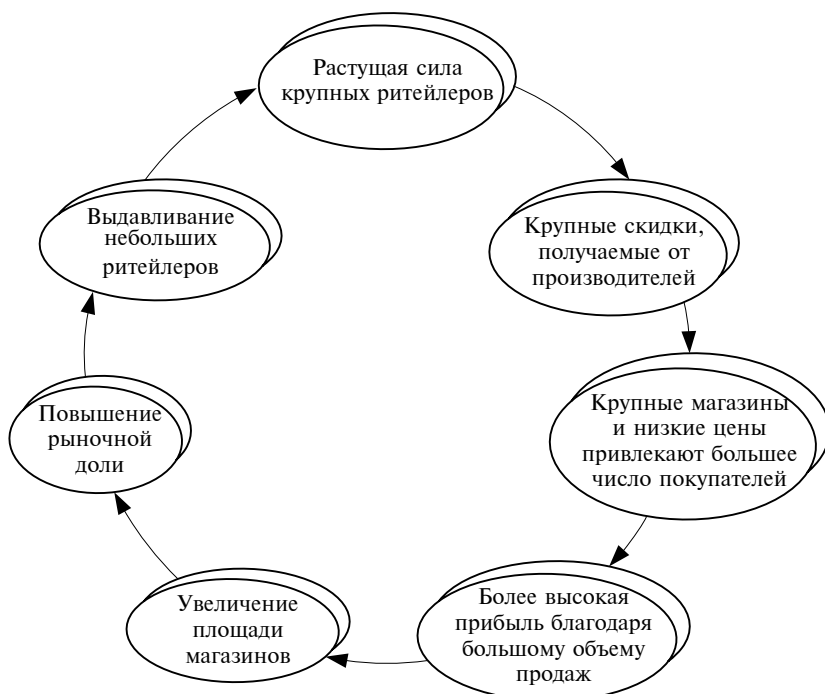 Растущая сила
крупных ритейлеров
Крупные скидки,
получаемые от
производителей
Крупные магазины
и низкие цены
привлекают большее
число покупателей
Более высокая
прибыль благодаря
большому объему
продаж
Увеличение
площади
магазинов
Повышение
рыночной
доли
Выдавливание
небольших
ритейлеров